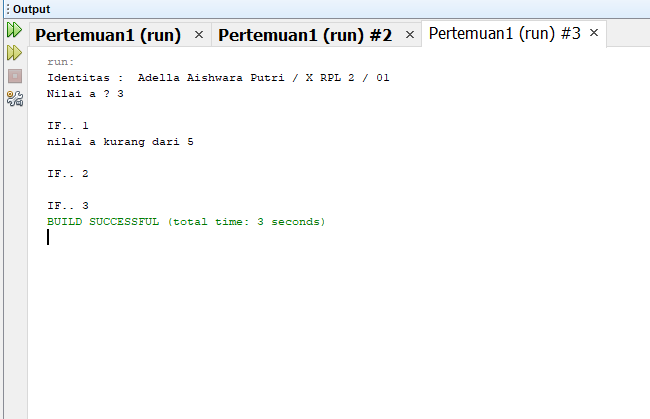 Output
Pertemuan1 (run) × Pertemuan1 (run) #2 × Pertemuan1 (run) #3 ×
run:
Identitas :  Adella Aishwara Putri / X RPL 2 / 01
Nilai a ? 3
IF.. 1
nilai a kurang dari 5
IF.. 2
IF.. 3
BUILD SUCCESSFUL (total time: 3 seconds)